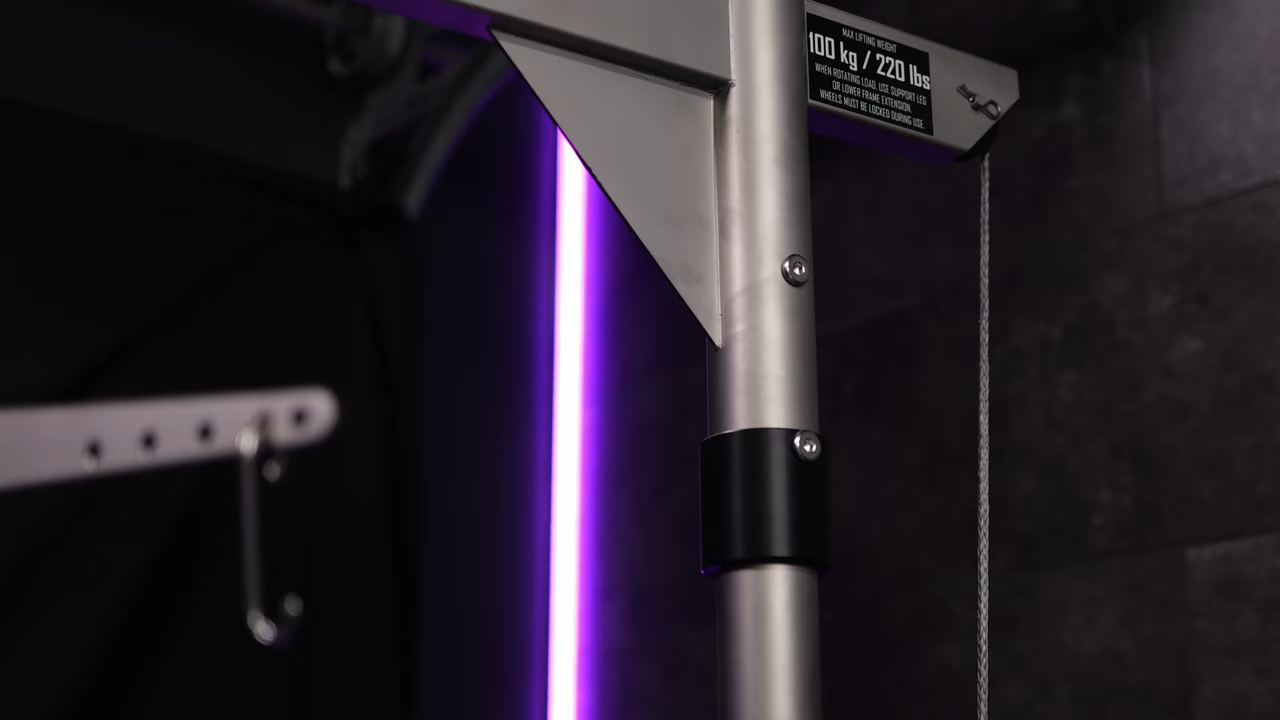 MAX LIFTING WEIGHT
100 kg / 220 lbs
WHEN ROTATING LOAD, USE SUPPORT LEG
OR LOWER FRAME EXTENSION.
WHEELS MUST BE LOCKED DURING USE.